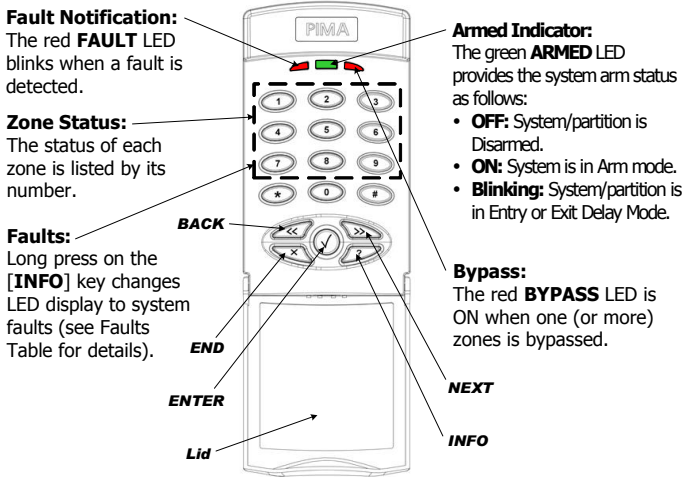 Fault Notification:
The red FAULT LED
blinks when a fault is
detected.
Zone Status:
The status of each
zone is listed by its
number.
Faults:
Long press on the
[INFO] key changes
LED display to system
faults (see Faults
Table for details).
PIMA
1 2 3
4 5 6
7 8 9
* 0 #
<< >>
× √ ?
BACK
END
ENTER
Lid
Armed Indicator:
The green ARMED LED
provides the system arm status
as follows:
• OFF: System/partition is
Disarmed.
• ON: System is in Arm mode.
• Blinking: System/partition is
in Entry or Exit Delay Mode.
Bypass:
The red BYPASS LED is
ON when one (or more)
zones is bypassed.
NEXT
INFO